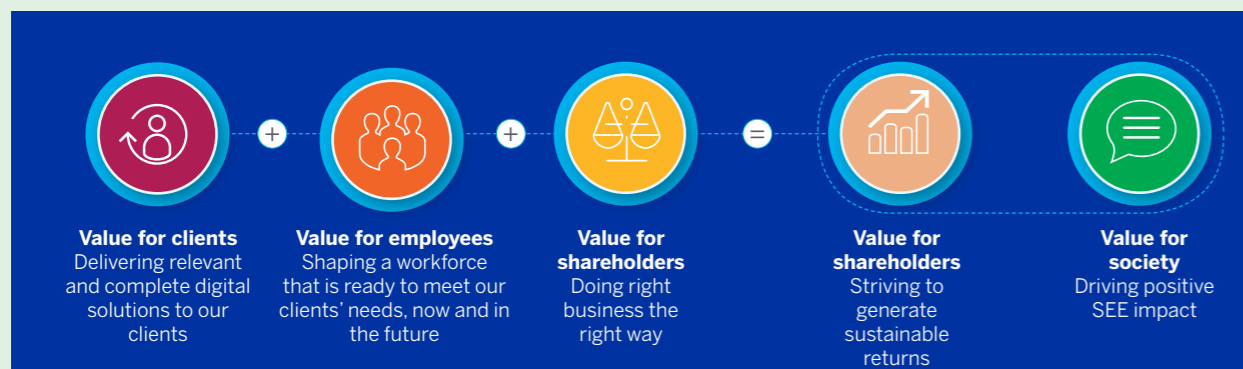 +
+
=
Value for clients
Delivering relevant
and complete digital
solutions to our
clients
Value for employees
Shaping a workforce
that is ready to meet our
clients’ needs, now and in
the future
Value for
shareholders
Doing right
business the
right way
Value for
shareholders
Striving to
generate
sustainable
returns
Value for
society
Driving positive
SEE impact